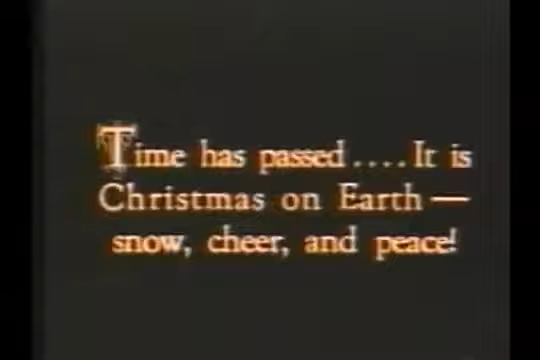 Time has passed....It is
Christmas on Earth —
snow, cheer, and peace!